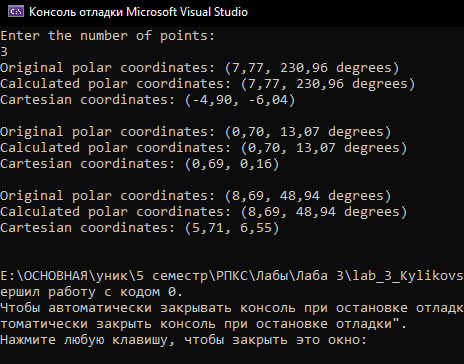 Консоль отладки Microsoft Visual Studio
Enter the number of points:
3
Original polar coordinates: (7,77, 230,96 degrees)
Calculated polar coordinates: (7,77, 230,96 degrees)
Cartesian coordinates: (-4,90, -6,04)
Original polar coordinates: (0,70, 13,07 degrees)
Calculated polar coordinates: (0,70, 13,07 degrees)
Cartesian coordinates: (0,69, 0,16)
Original polar coordinates: (8,69, 48,94 degrees)
Calculated polar coordinates: (8,69, 48,94 degrees)
Cartesian coordinates: (5,71, 6,55)
E:\ОСНОВНАЯ\уник\5 семестр\РПКС\Лабы\Лаба 3\lab_3_Kylikovs
ершил работу с кодом 0.
Чтобы автоматически закрывать консоль при остановке отладк
томатически закрыть консоль при остановке отладки".
Нажмите любую клавишу, чтобы закрыть это окно: